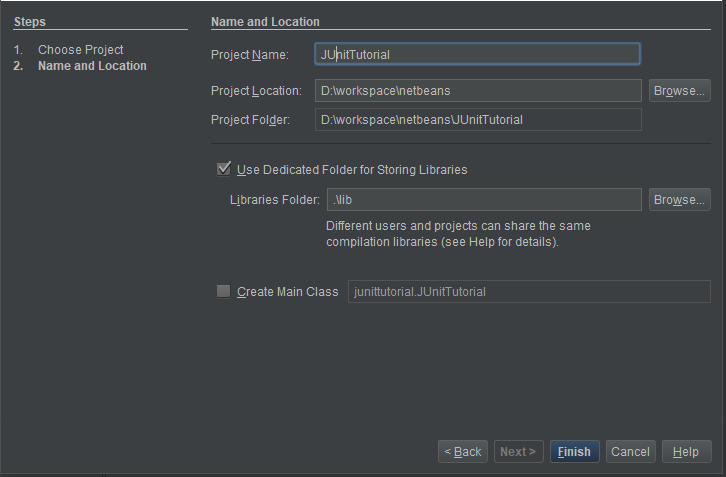 Steps
1. Choose Project
2. Name and Location
Name and Location
Project Name: JUnitTutorial
Project Location: D:\workspace\netbeans Browse...
Project Folder: D:\workspace\netbeans\JUnitTutorial
Use Dedicated Folder for Storing Libraries
Libraries Folder: .\lib Browse...
Different users and projects can share the same
compilation libraries (see Help for details).
Create Main Class junittutorial.JUnitTutorial
< Back Next > Finish Cancel Help